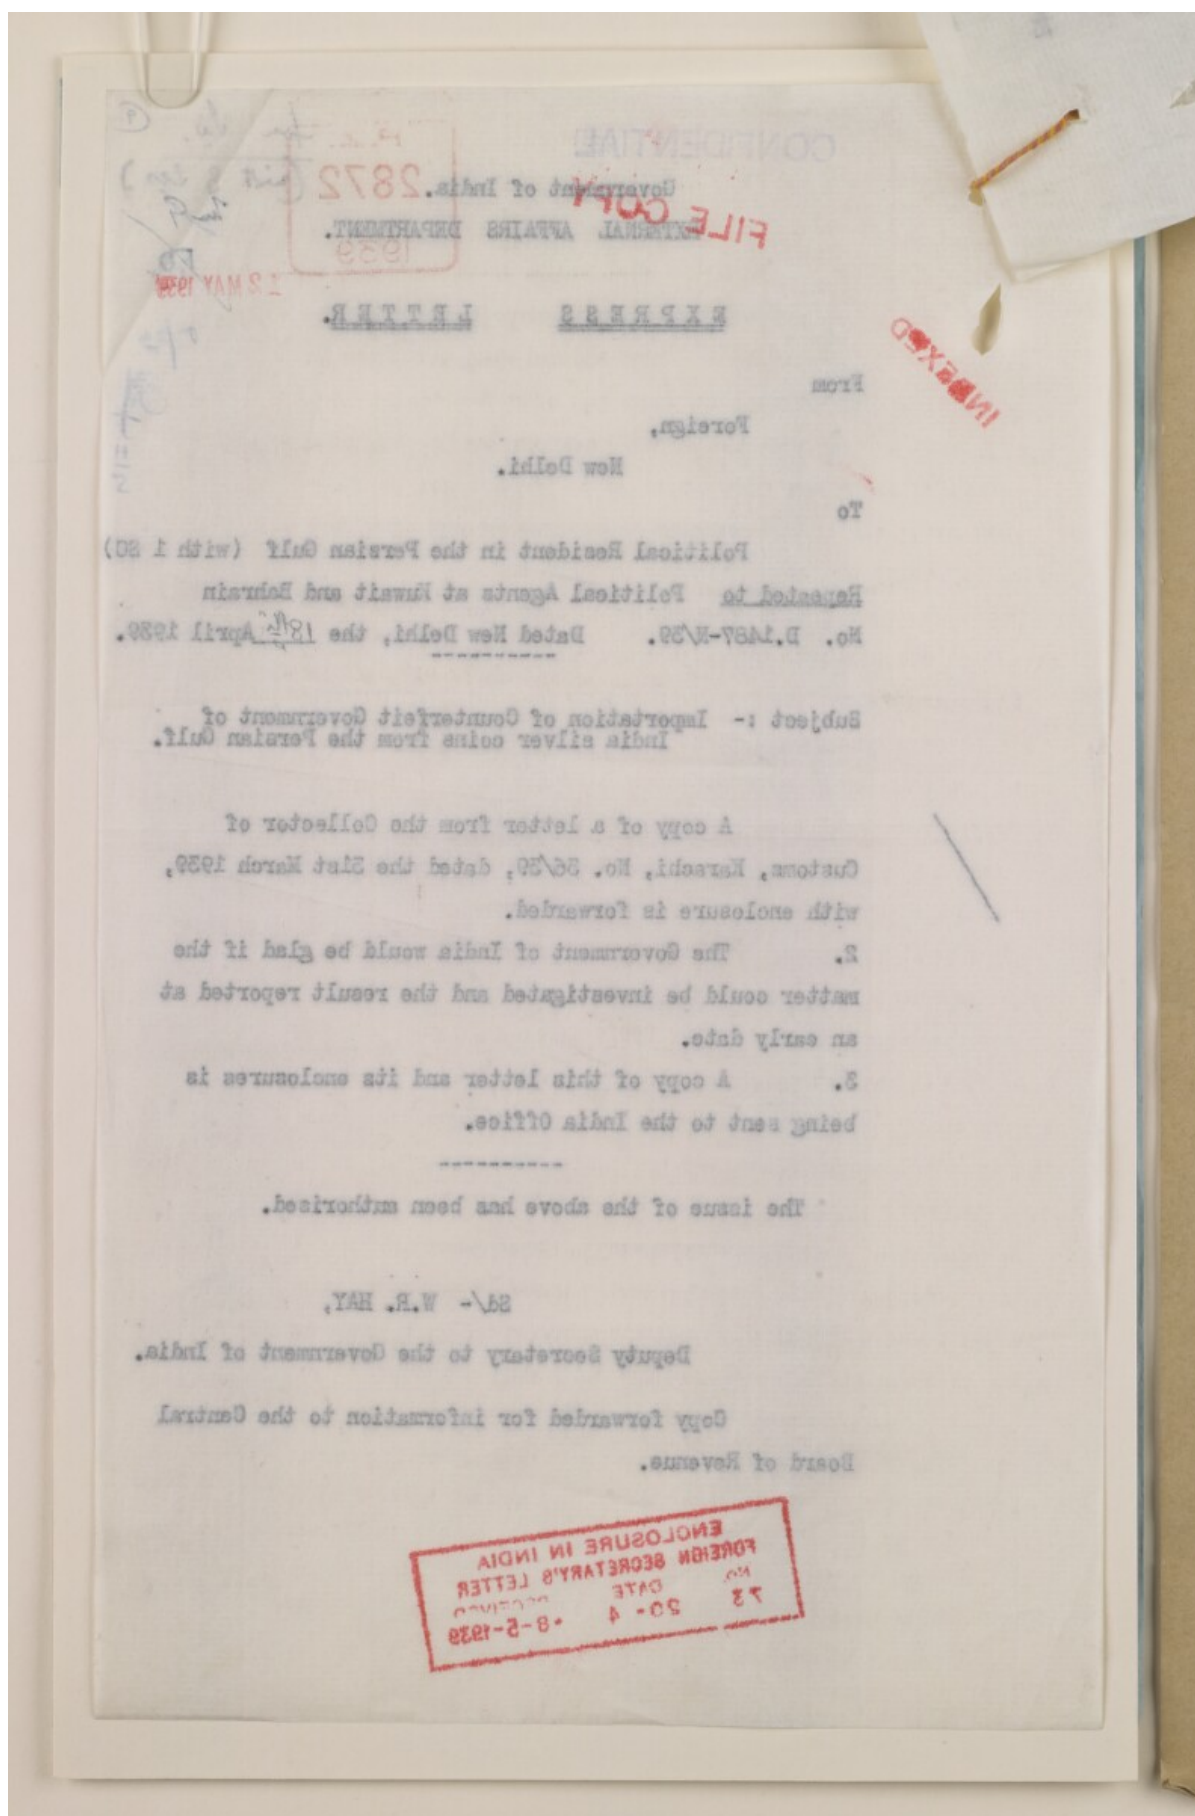 CONFIDENTIAL
P.Z.
2872
1939
Government of India.
FILE COPY
EXTERNAL AFFAIRS DEPARTMENT.
12 MAY 1939
EXPRESS LETTER.
INDEXED
From
Foreign,
New Delhi.
To
Political Resident in the Persian Gulf (with 1 SC)
Repeated to Political Agents at Kuwait and Bahrain
No. D.1487-N/39. Dated New Delhi, the 18th April 1939.
Subject :- Importation of Counterfeit Government of
India silver coins from the Persian Gulf.
A copy of a letter from the Collector of
Customs, Karachi, No. 36/39, dated the 31st March 1939,
with enclosure is forwarded.
2. The Government of India would be glad if the
matter could be investigated and the result reported at
an early date.
3. A copy of this letter and its enclosures is
being sent to the India Office.
The issue of the above has been authorised.
Sd/- W.R. HAY,
Deputy Secretary to the Government of India.
Copy forwarded for information to the Central
Board of Revenue.
ENCLOSURE IN INDIA
FOREIGN SECRETARY'S LETTER
No. DATE RECEIVED
73 20-4 -8-5-1939